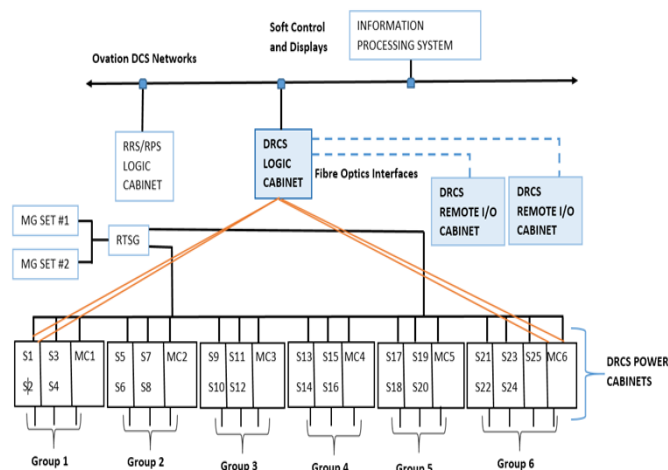 Soft Control
and Displays
INFORMATION
PROCESSING SYSTEM
Ovation DCS Networks
RRS/RPS
LOGIC
CABINET
DRCS
LOGIC
CABINET
Fibre Optics Interfaces
DRCS
REMOTE I/O
CABINET
DRCS
REMOTE I/O
CABINET
MG SET #1
MG SET #2
RTSG
S1 S3 MC1 S5 S7 MC2 S9 S11 MC3 S13 S15 MC4 S17 S19 MC5 S21 S23 S25 MC6
S2 S4 S6 S8 S10 S12 S14 S16 S18 S20 S22 S24
DRCS POWER
CABINETS
Group 1 Group 2 Group 3 Group 4 Group 5 Group 6